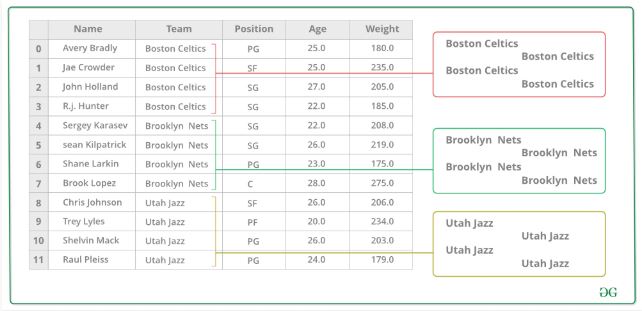 Name Team Position Age Weight
0 Avery Bradly Boston Celtics PG 25.0 180.0
1 Jae Crowder Boston Celtics SF 25.0 235.0
2 John Holland Boston Celtics SG 27.0 205.0
3 R.j. Hunter Boston Celtics SG 22.0 185.0
4 Sergey Karasev Brooklyn Nets SG 22.0 208.0
5 sean Kilpatrick Brooklyn Nets SG 26.0 219.0
6 Shane Larkin Brooklyn Nets PG 23.0 175.0
7 Brook Lopez Brooklyn Nets C 28.0 275.0
8 Chris Johnson Utah Jazz SF 26.0 206.0
9 Trey Lyles Utah Jazz PF 20.0 234.0
10 Shelvin Mack Utah Jazz PG 26.0 203.0
11 Raul Pleiss Utah Jazz PG 24.0 179.0
Boston Celtics
Boston Celtics
Boston Celtics
Boston Celtics
Brooklyn Nets
Brooklyn Nets
Brooklyn Nets
Brooklyn Nets
Utah Jazz
Utah Jazz
Utah Jazz
Utah Jazz